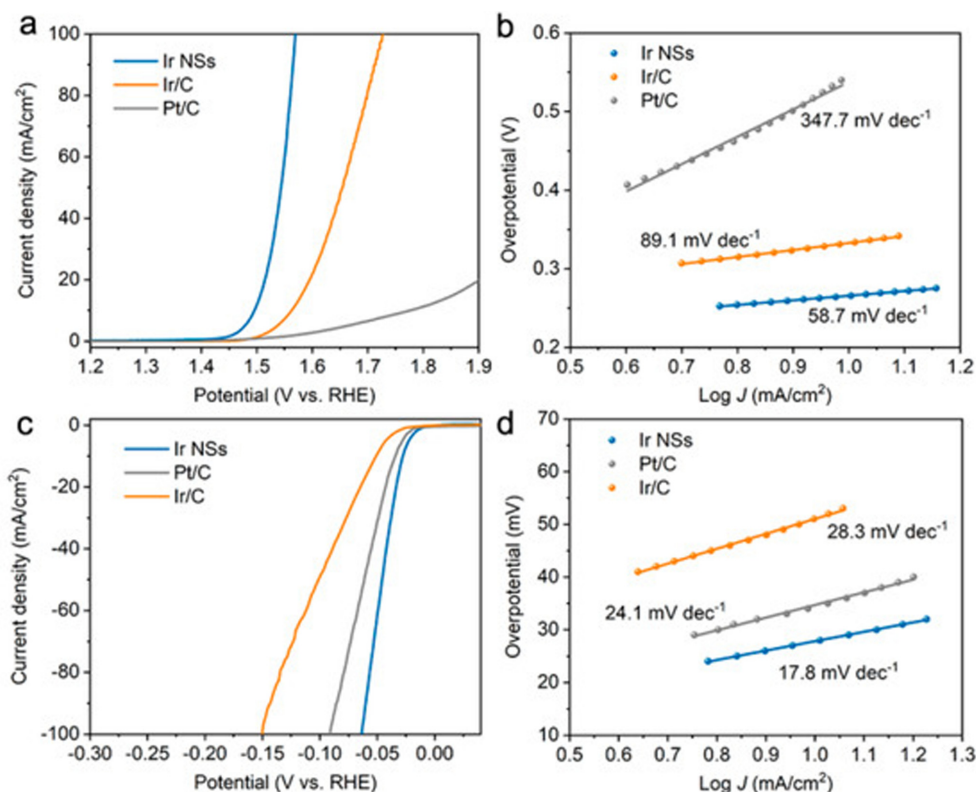 a
Ir NSs
Ir/C
Pt/C
100
80
60
40
20
0
Current density (mA/cm²)
1.2 1.3 1.4 1.5 1.6 1.7 1.8 1.9
Potential (V vs. RHE)
b
Ir NSs
Ir/C
Pt/C
347.7 mV dec⁻¹
89.1 mV dec⁻¹
58.7 mV dec⁻¹
0.6
0.5
0.4
0.3
0.2
Overpotential (V)
0.5 0.6 0.7 0.8 0.9 1.0 1.1 1.2
Log J (mA/cm²)
c
Ir NSs
Pt/C
Ir/C
0
-20
-40
-60
-80
-100
Current density (mA/cm²)
-0.30 -0.25 -0.20 -0.15 -0.10 -0.05 0.00
Potential (V vs. RHE)
d
Ir NSs
Pt/C
Ir/C
28.3 mV dec⁻¹
24.1 mV dec⁻¹
17.8 mV dec⁻¹
70
60
50
40
30
20
10
Overpotential (mV)
0.5 0.6 0.7 0.8 0.9 1.0 1.1 1.2 1.3
Log J (mA/cm²)